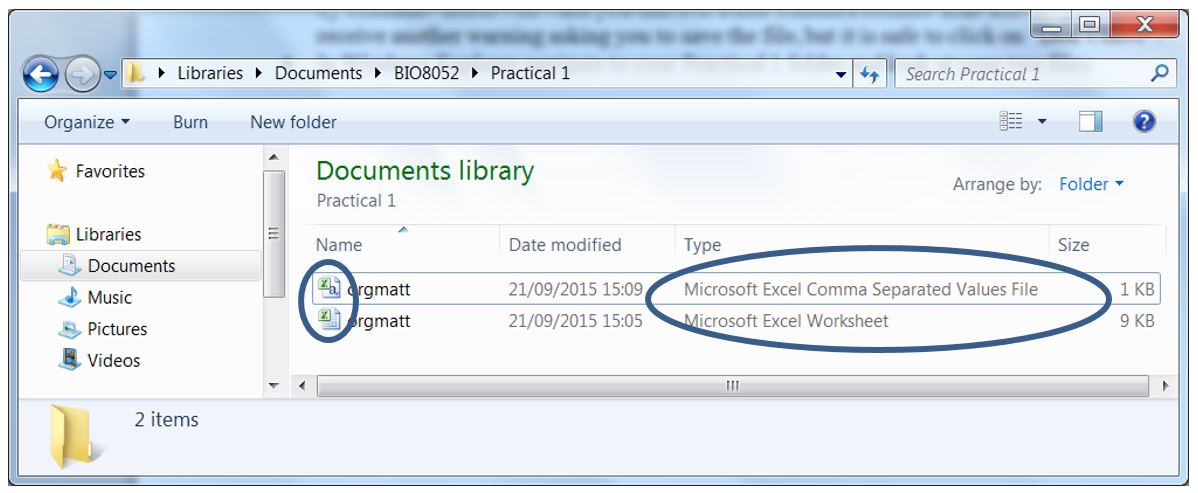 receive another warning asking you to save the file, but it is safe to click on
Libraries Documents BIO8052 Practical 1
Search Practical 1
Organize Burn New folder
Favorites
Libraries
Documents
Music
Pictures
Videos
Documents library
Practical 1
Arrange by: Folder
Name Date modified Type Size
orgmatt 21/09/2015 15:09 Microsoft Excel Comma Separated Values File 1 KB
orgmatt 21/09/2015 15:05 Microsoft Excel Worksheet 9 KB
2 items